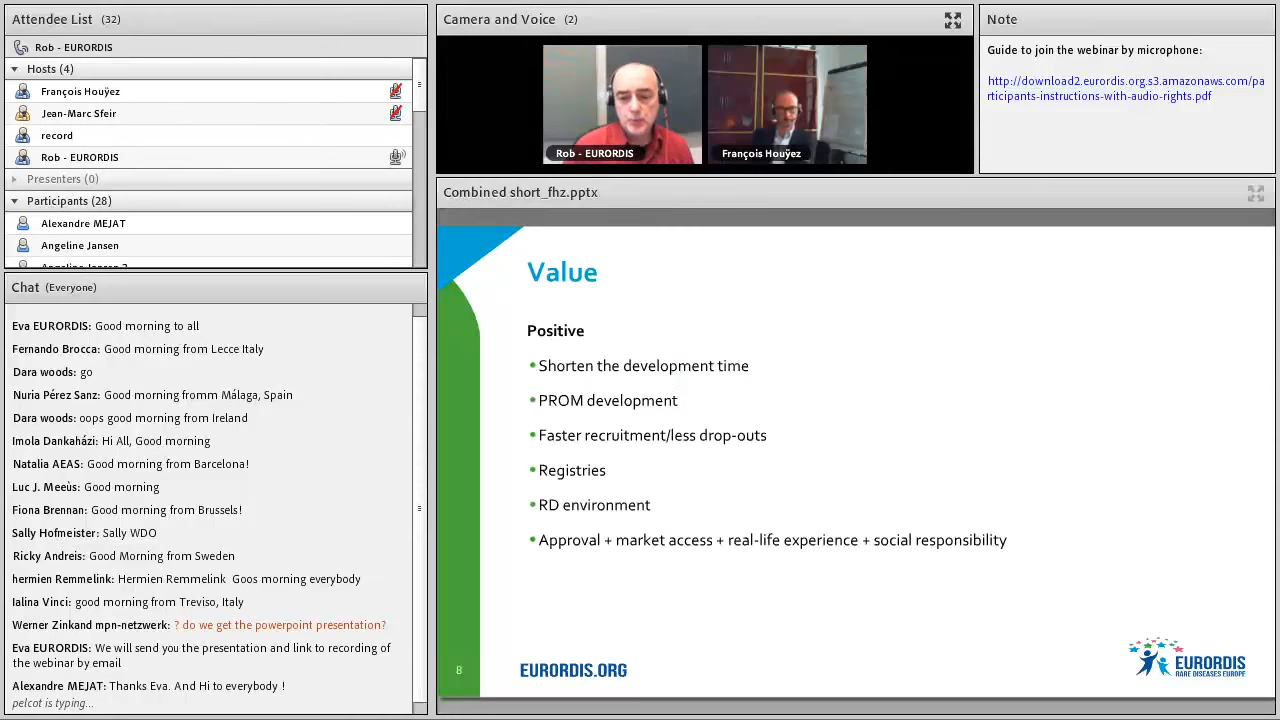 Attendee List (32)
Rob - EURORDIS
Hosts (4)
François Houÿez
Jean-Marc Sfeir
record
Rob - EURORDIS
Presenters (0)
Participants (28)
Alexandre MEJAT
Angeline Jansen
Angeline Jansen 2
Chat (Everyone)
Eva EURORDIS: Good morning to all
Fernando Brocca: Good morning from Lecce Italy
Dara woods: go
Nuria Pérez Sanz: Good morning fromm Málaga, Spain
Dara woods: oops good morning from Ireland
Imola Dankaházi: Hi All, Good morning
Natalia AEAS: Good morning from Barcelona!
Luc J. Meeùs: Good morning
Fiona Brennan: Good morning from Brussels!
Sally Hofmeister: Sally WDO
Ricky Andreis: Good Morning from Sweden
hermien Remmelink: Hermien Remmelink Goos morning everybody
Ialina Vinci: good morning from Treviso, Italy
Werner Zinkand mpn-netzwerk: ? do we get the powerpoint presentation?
Eva EURORDIS: We will send you the presentation and link to recording of
the webinar by email
Alexandre MEJAT: Thanks Eva. And Hi to everybody !
pelcot is typing...
Camera and Voice (2)
Rob - EURORDIS
François Houÿez
Note
Guide to join the webinar by microphone:
http://download2.eurordis.org.s3.amazonaws.com/pa
rticipants-instructions-with-audio-rights.pdf
Combined short_fhz.pptx
Value
Positive
• Shorten the development time
• PROM development
• Faster recruitment/less drop-outs
• Registries
• RD environment
• Approval + market access + real-life experience + social responsibility
8
EURORDIS.ORG
EURORDIS
RARE DISEASES EUROPE